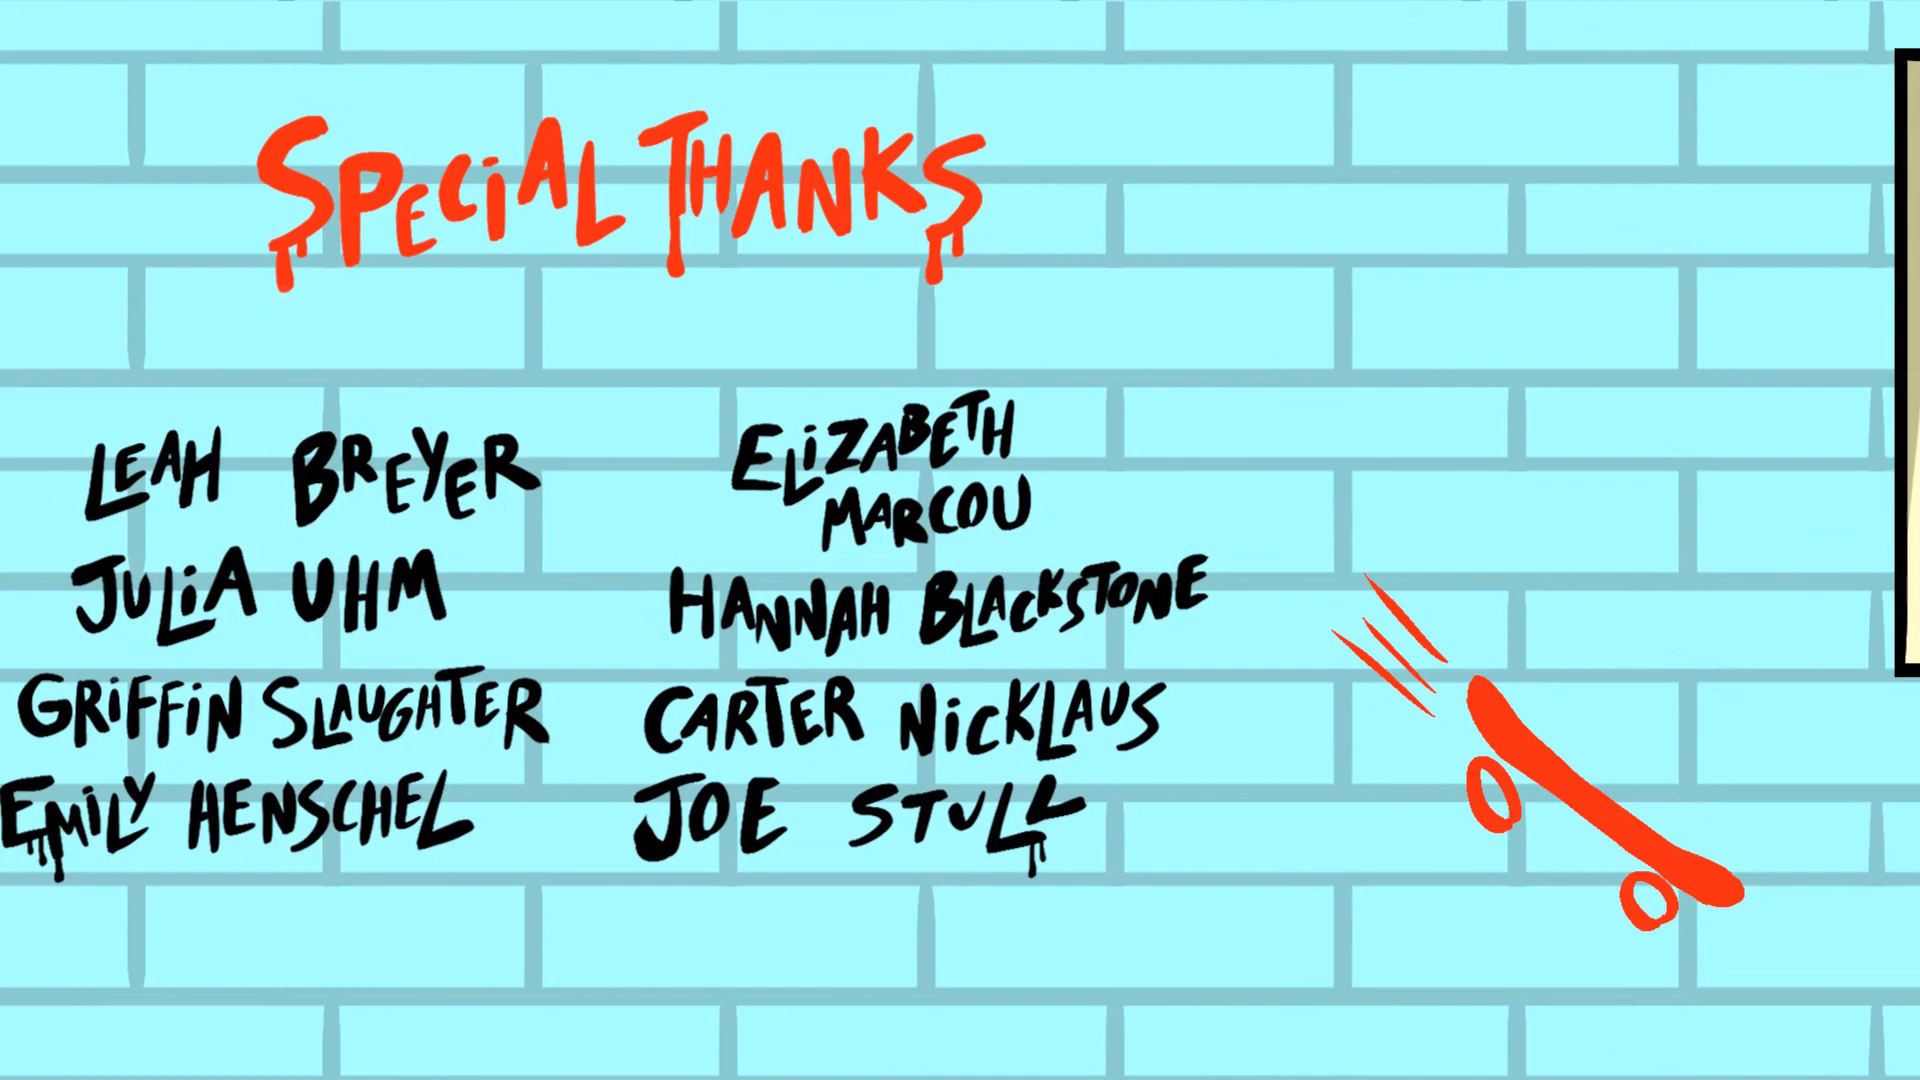 SPECIAL THANKS
LEAH BREYER
JULIA UHM
GRIFFIN SLAUGHTER
EMILY HENSCHEL
ELIZABETH
MARCOU
HANNAH BLACKSTONE
CARTER NICKLAUS
JOE STULL